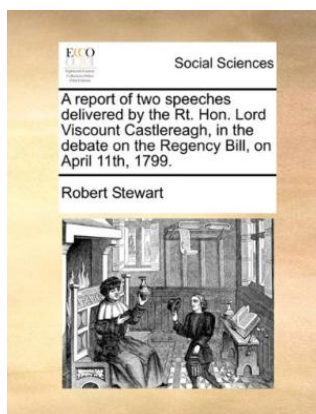 ECCO
Social Sciences
A report of two speeches
delivered by the Rt. Hon. Lord
Viscount Castlereagh, in the
debate on the Regency Bill, on
April 11th, 1799.
Robert Stewart